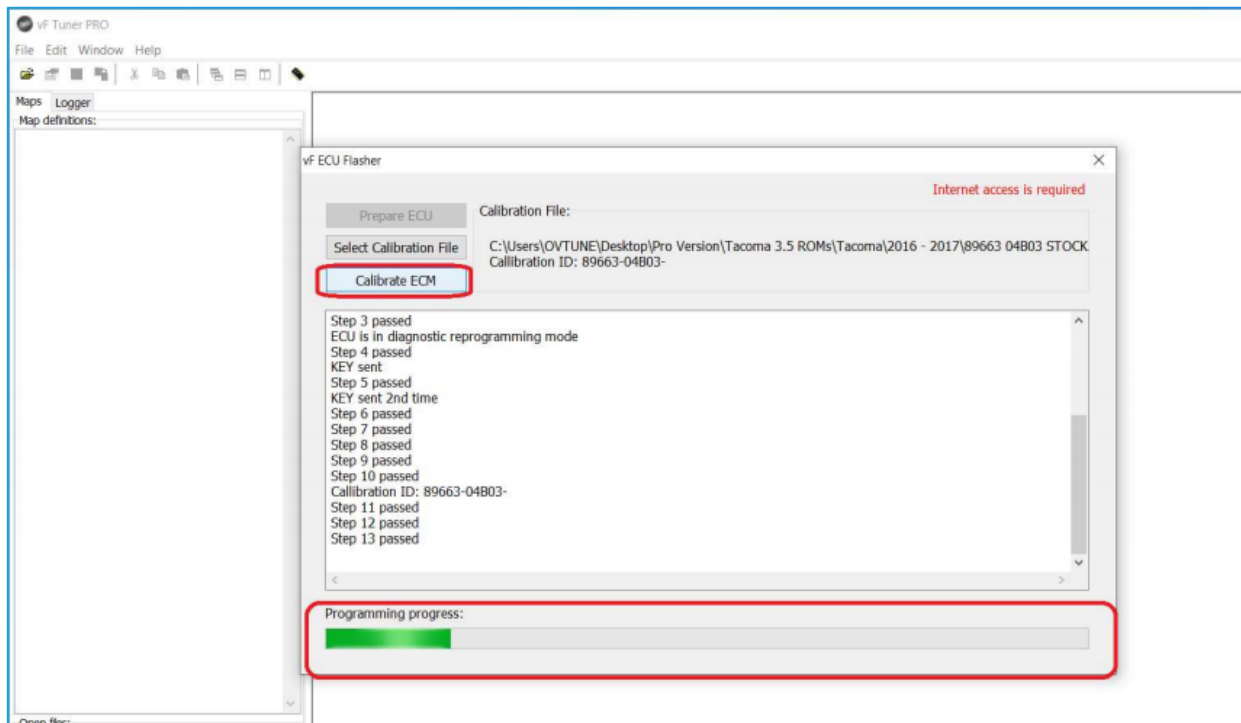 vF Tuner PRO
File Edit Window Help
Maps Logger
Map definitions:
vF ECU Flasher
Internet access is required
Prepare ECU
Calibration File:
Select Calibration File
C:\Users\OVTUNE\Desktop\Pro Version\Tacoma 3.5 ROMs\Tacoma\2016 - 2017\89663 04B03 STOCK
Callibration ID: 89663-04B03-
Calibrate ECM
Step 3 passed
ECU is in diagnostic reprogramming mode
Step 4 passed
KEY sent
Step 5 passed
KEY sent 2nd time
Step 6 passed
Step 7 passed
Step 8 passed
Step 9 passed
Step 10 passed
Callibration ID: 89663-04B03-
Step 11 passed
Step 12 passed
Step 13 passed
Programming progress:
Open files: